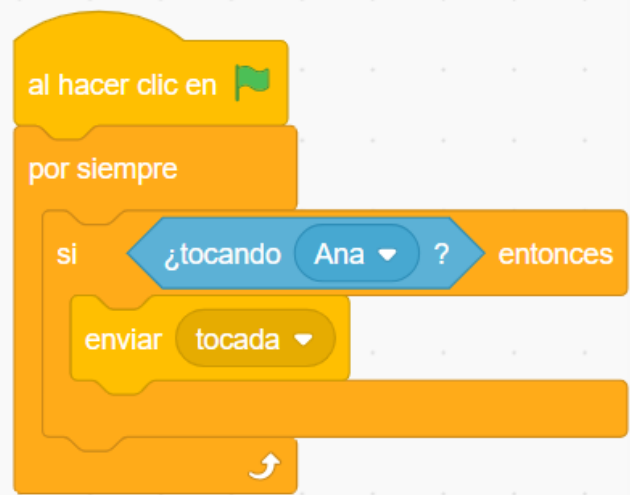 al hacer clic en
por siempre
si ¿tocando Ana ? entonces
enviar tocada